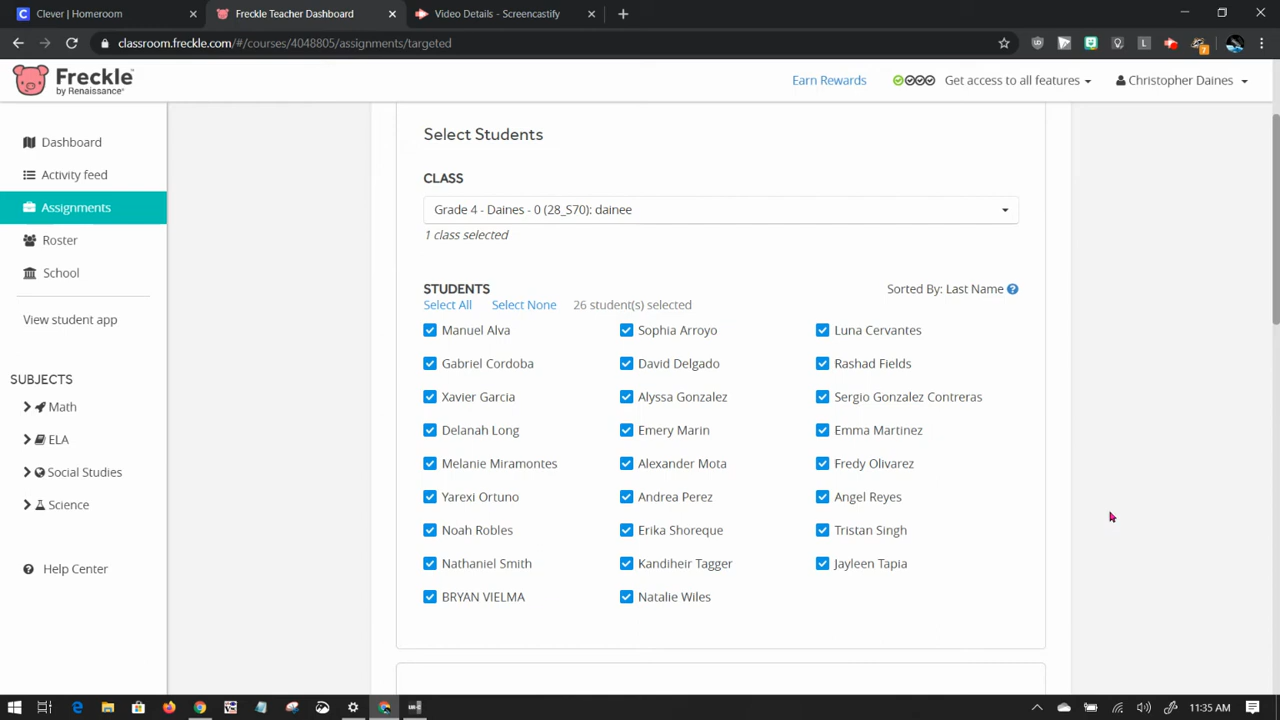 Clever | Homeroom
Freckle Teacher Dashboard
Video Details - Screencastify
classroom.freckle.com/#/courses/4048805/assignments/targeted
Freckle
by Renaissance®
Earn Rewards
Get access to all features
Christopher Daines
Dashboard
Activity feed
Assignments
Roster
School
View student app
SUBJECTS
Math
ELA
Social Studies
Science
Help Center
Select Students
CLASS
Grade 4 - Daines - 0 (28_S70): dainee
1 class selected
STUDENTS
Sorted By: Last Name
Select All Select None 26 student(s) selected
Manuel Alva Sophia Arroyo Luna Cervantes
Gabriel Cordoba David Delgado Rashad Fields
Xavier Garcia Alyssa Gonzalez Sergio Gonzalez Contreras
Delanah Long Emery Marin Emma Martinez
Melanie Miramontes Alexander Mota Fredy Olivarez
Yarexi Ortuno Andrea Perez Angel Reyes
Noah Robles Erika Shoreque Tristan Singh
Nathaniel Smith Kandiheir Tagger Jayleen Tapia
BRYAN VIELMA Natalie Wiles
11:35 AM